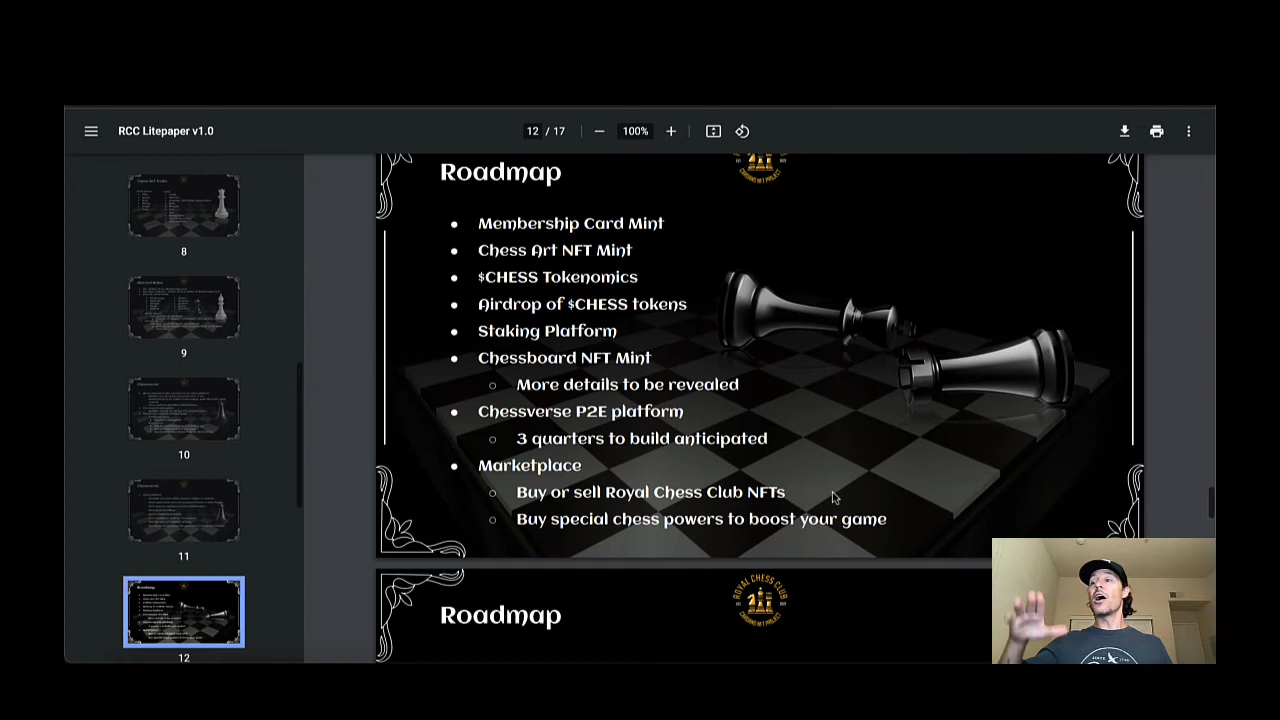 RCC Litepaper v1.0
12 / 17
100%
8
9
10
11
12
Roadmap
Membership Card Mint
Chess Art NFT Mint
$CHESS Tokenomics
Airdrop of $CHESS tokens
Staking Platform
Chessboard NFT Mint
More details to be revealed
Chessverse P2E platform
3 quarters to build anticipated
Marketplace
Buy or sell Royal Chess Club NFTs
Buy special chess powers to boost your game
ROYAL CHESS CLUB
CARDANO NFT PROJECT
Roadmap